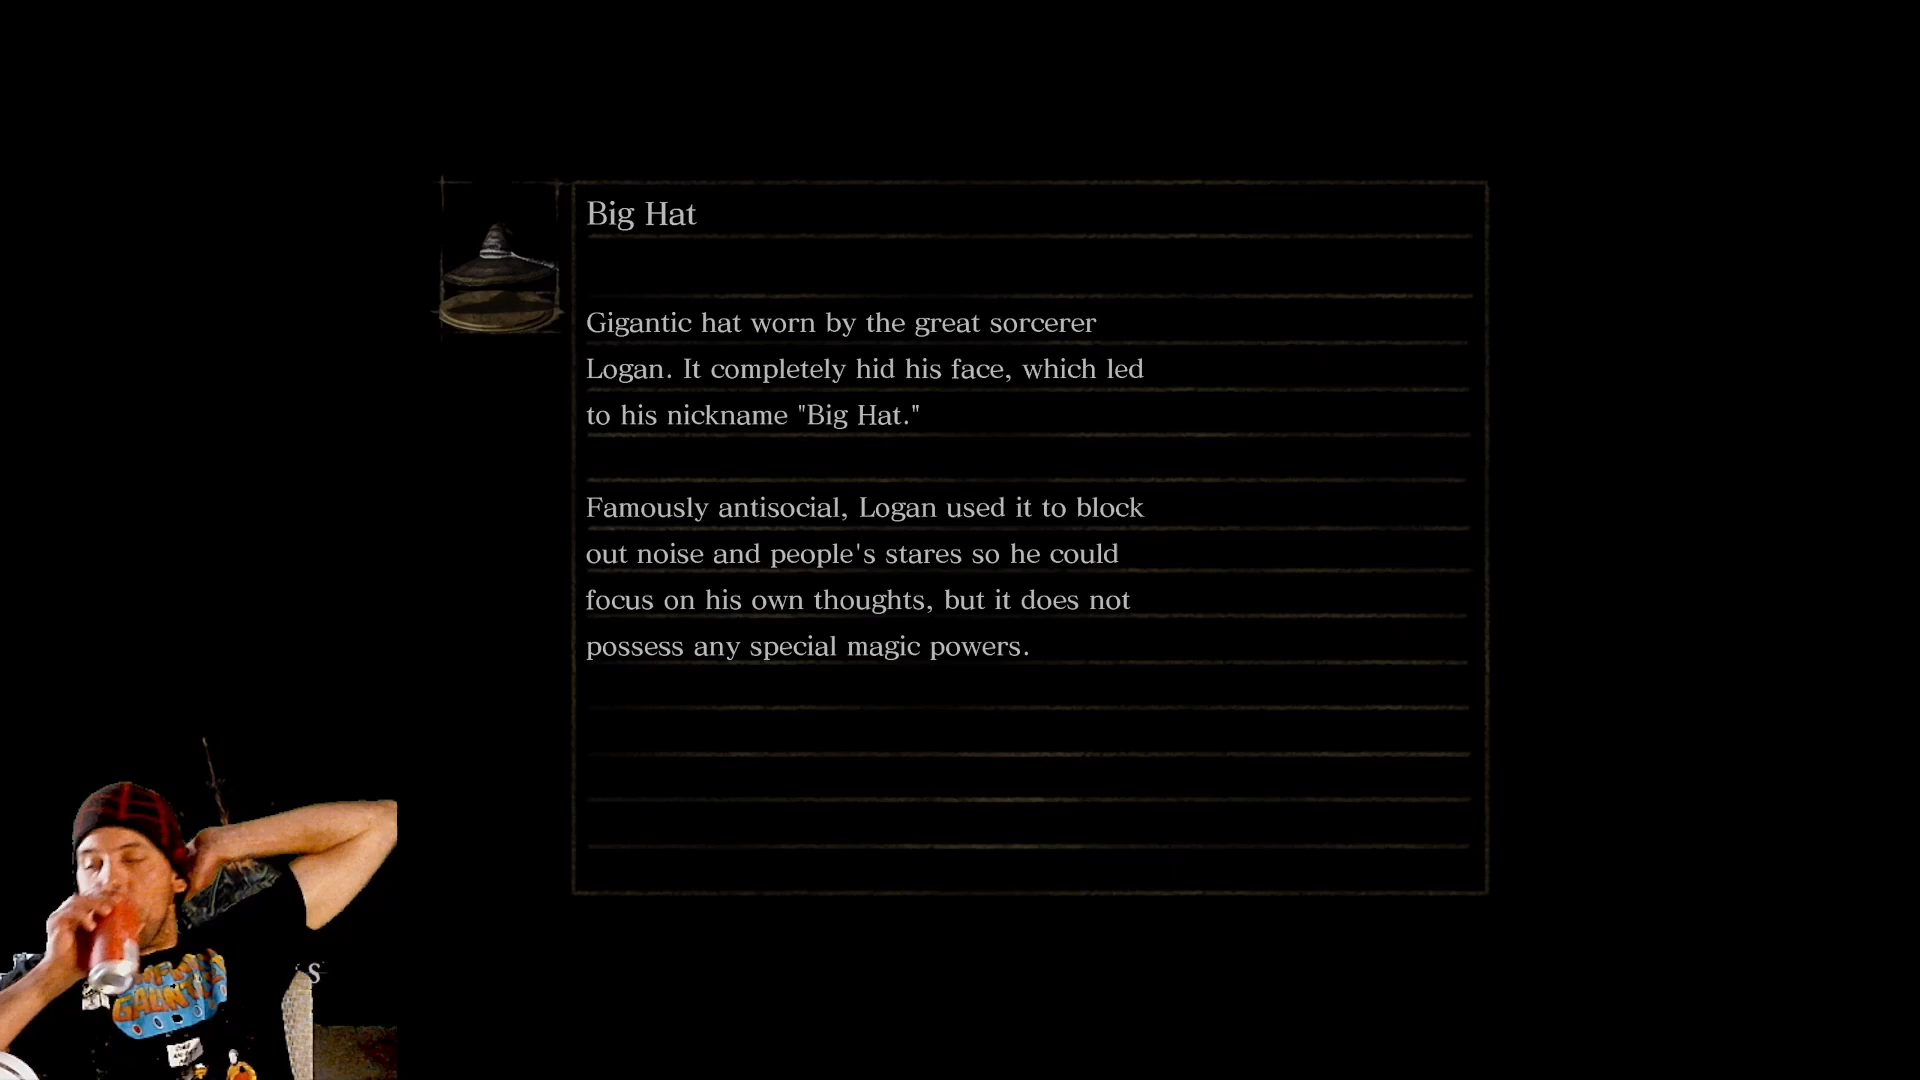 Big Hat
Gigantic hat worn by the great sorcerer
Logan. It completely hid his face, which led
to his nickname "Big Hat."
Famously antisocial, Logan used it to block
out noise and people's stares so he could
focus on his own thoughts, but it does not
possess any special magic powers.
s